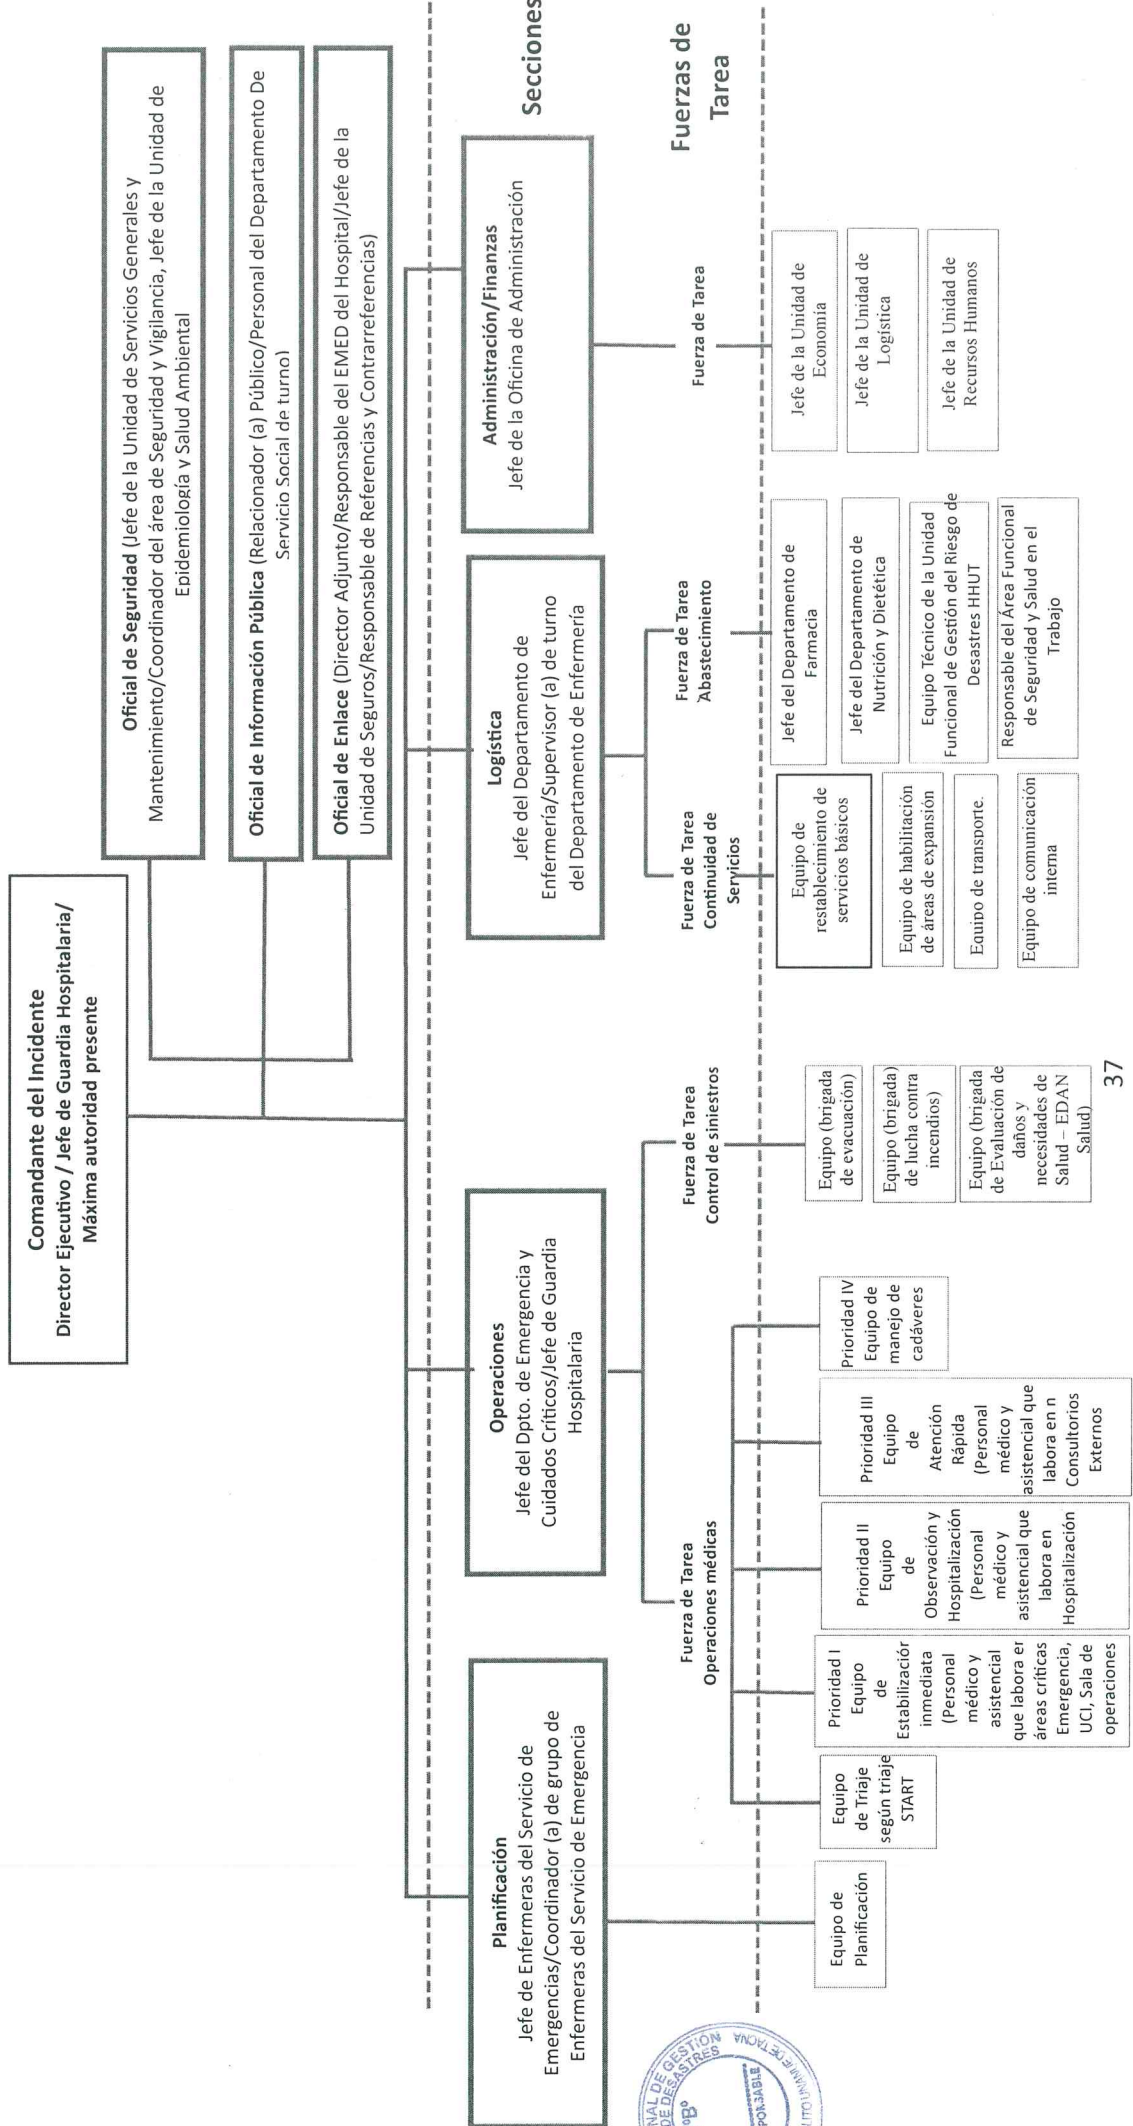 Comandante del Incidente
Director Ejecutivo / Jefe de Guardia Hospitalaria/
Máxima autoridad presente
Oficial de Seguridad (Jefe de la Unidad de Servicios Generales y
Mantenimiento/Coordinador del área de Seguridad y Vigilancia, Jefe de la Unidad de
Epidemiología y Salud Ambiental
Oficial de Información Pública (Relacionador (a) Público/Personal del Departamento De
Servicio Social de turno)
Oficial de Enlace (Director Adjunto/Responsable del EMED del Hospital/Jefe de la
Unidad de Seguros/Responsable de Referencias y Contrarreferencias)
Secciones
Planificación
Jefe de Enfermeras del Servicio de
Emergencias/Coordinador (a) de grupo de
Enfermeras del Servicio de Emergencia
Operaciones
Jefe del Dpto. de Emergencia y
Cuidados Críticos/Jefe de Guardia
Hospitalaria
Logística
Jefe del Departamento de
Enfermería/Supervisor (a) de turno
del Departamento de Enfermería
Administración/Finanzas
Jefe de la Oficina de Administración
Fuerzas de
Tarea
Fuerza de Tarea
Operaciones médicas
Fuerza de Tarea
Control de siniestros
Fuerza de Tarea
Continuidad de
Servicios
Fuerza de Tarea
Abastecimiento
Fuerza de Tarea
Equipo de
Planificación
Equipo
de Triaje
según triaje
START
Prioridad I
Equipo
de
Estabilizaciór
inmediata
(Personal
médico y
asistencial
que labora er
áreas críticas
Emergencia,
UCI, Sala de
operaciones
Prioridad II
Equipo
de
Observación y
Hospitalización
(Personal
médico y
asistencial que
labora en
Hospitalización
Prioridad III
Equipo
de
Atención
Rápida
(Personal
médico y
asistencial que
labora en n
Consultorios
Externos
Prioridad IV
Equipo de
manejo de
cadáveres
Equipo (brigada
de evacuación)
Equipo (brigada)
de lucha contra
incendios)
Equipo (brigada
de Evaluación de
daños y
necesidades de
Salud – EDAN
Salud)
Equipo de
restablecimiento de
servicios básicos
Equipo de habilitación
de áreas de expansión
Equipo de transporte.
Equipo de comunicación
interna
Jefe del Departamento de
Farmacia
Jefe del Departamento de
Nutrición y Dietética
Equipo Técnico de la Unidad
Funcional de Gestión del Riesgo de
Desastres HHUT
Responsable del Área Funcional
de Seguridad y Salud en el
Trabajo
Jefe de la Unidad de
Economía
Jefe de la Unidad de
Logística
Jefe de la Unidad de
Recursos Humanos
37
NAL DE GESTIÓN
DE DESASTRES
°B°
PONSABLE
DE TACNA